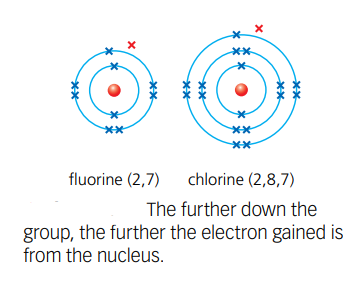 fluorine (2,7)
chlorine (2,8,7)
The further down the
group, the further the electron gained is
from the nucleus.